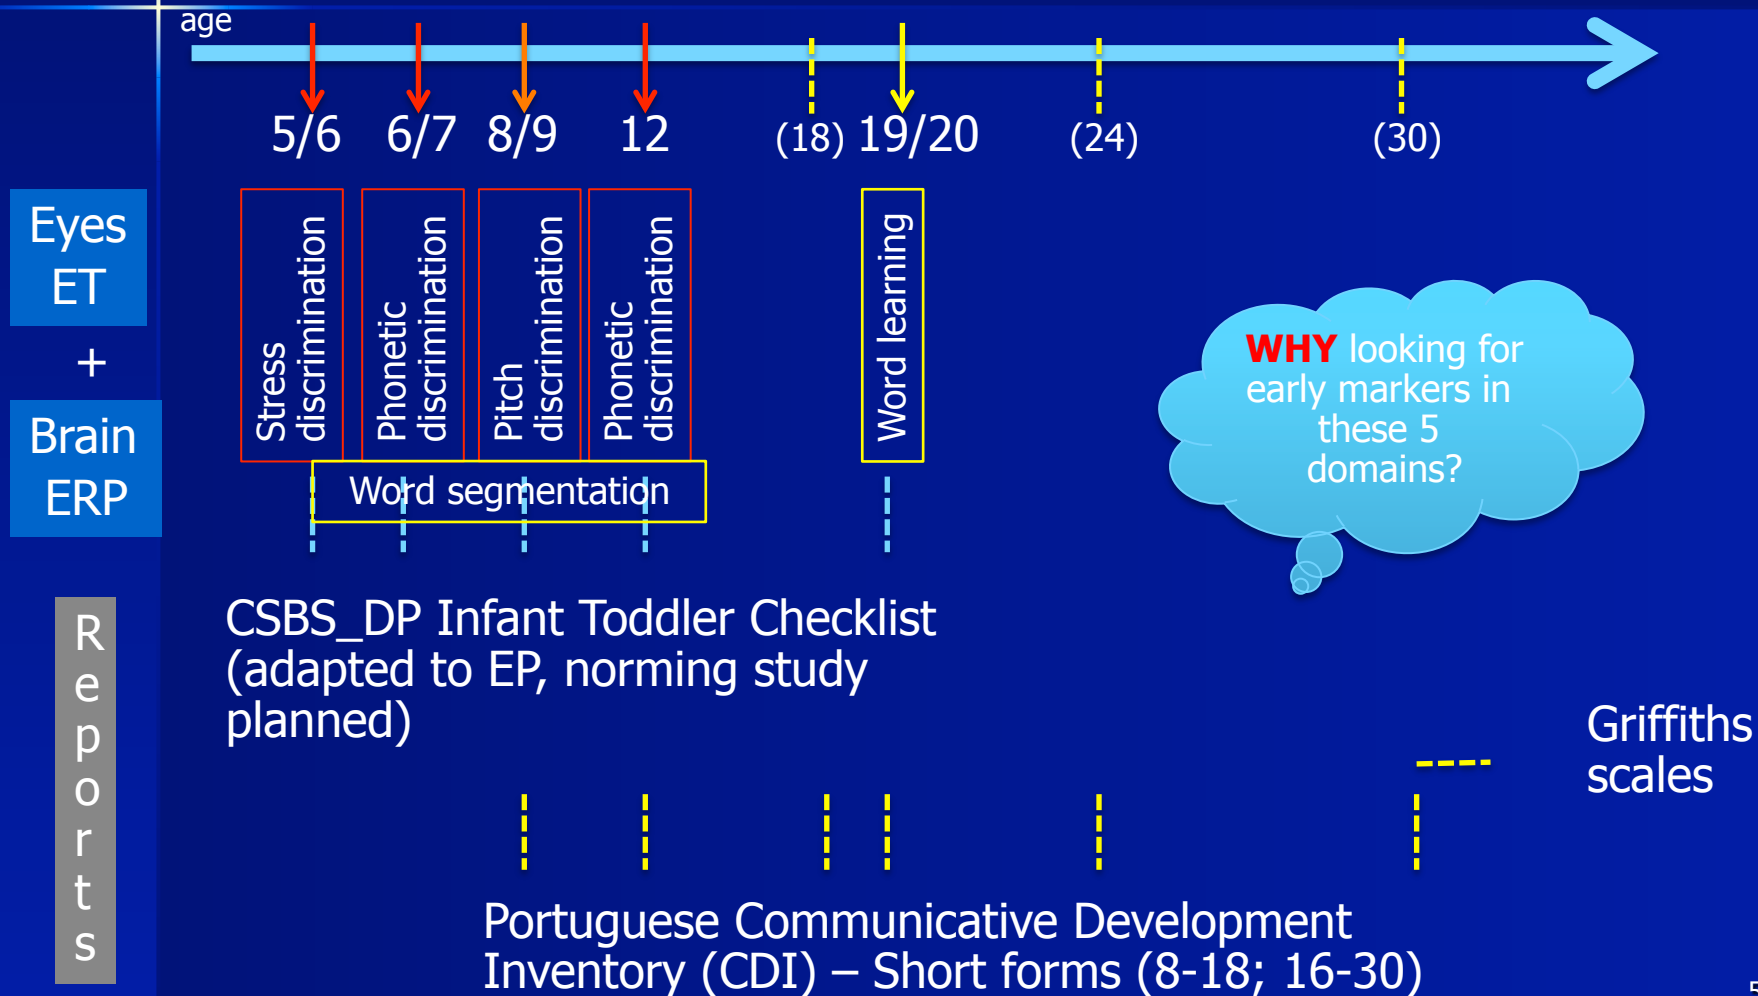 age
5/6
6/7
8/9
12
(18)
19/20
(24)
(30)
Eyes
ET
+
Brain
ERP
Stress
discrimination
Phonetic
discrimination
Pitch
discrimination
Phonetic
discrimination
Word learning
Word segmentation
WHY looking for
early markers in
these 5
domains?
Reports
CSBS_DP Infant Toddler Checklist
(adapted to EP, norming study
planned)
Griffiths
scales
Portuguese Communicative Development
Inventory (CDI) – Short forms (8-18; 16-30)